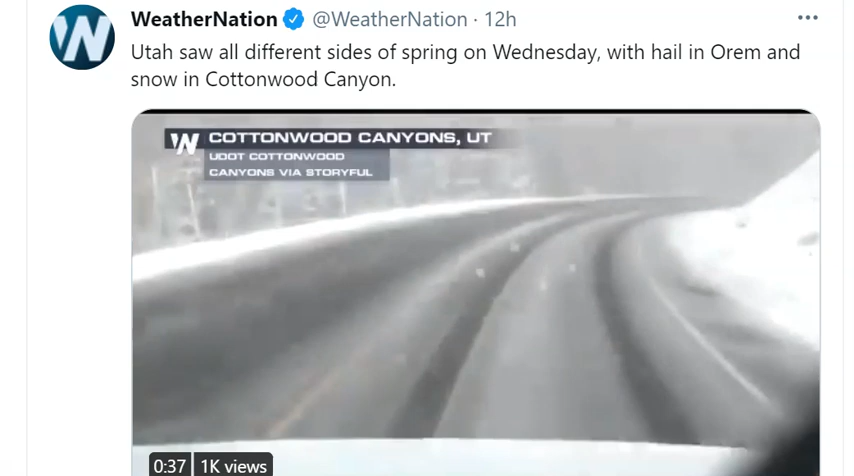 WeatherNation @WeatherNation · 12h
Utah saw all different sides of spring on Wednesday, with hail in Orem and
snow in Cottonwood Canyon.
W COTTONWOOD CANYONS, UT
UDOT COTTONWOOD
CANYONS VIA STORYFUL
0:37 1K views